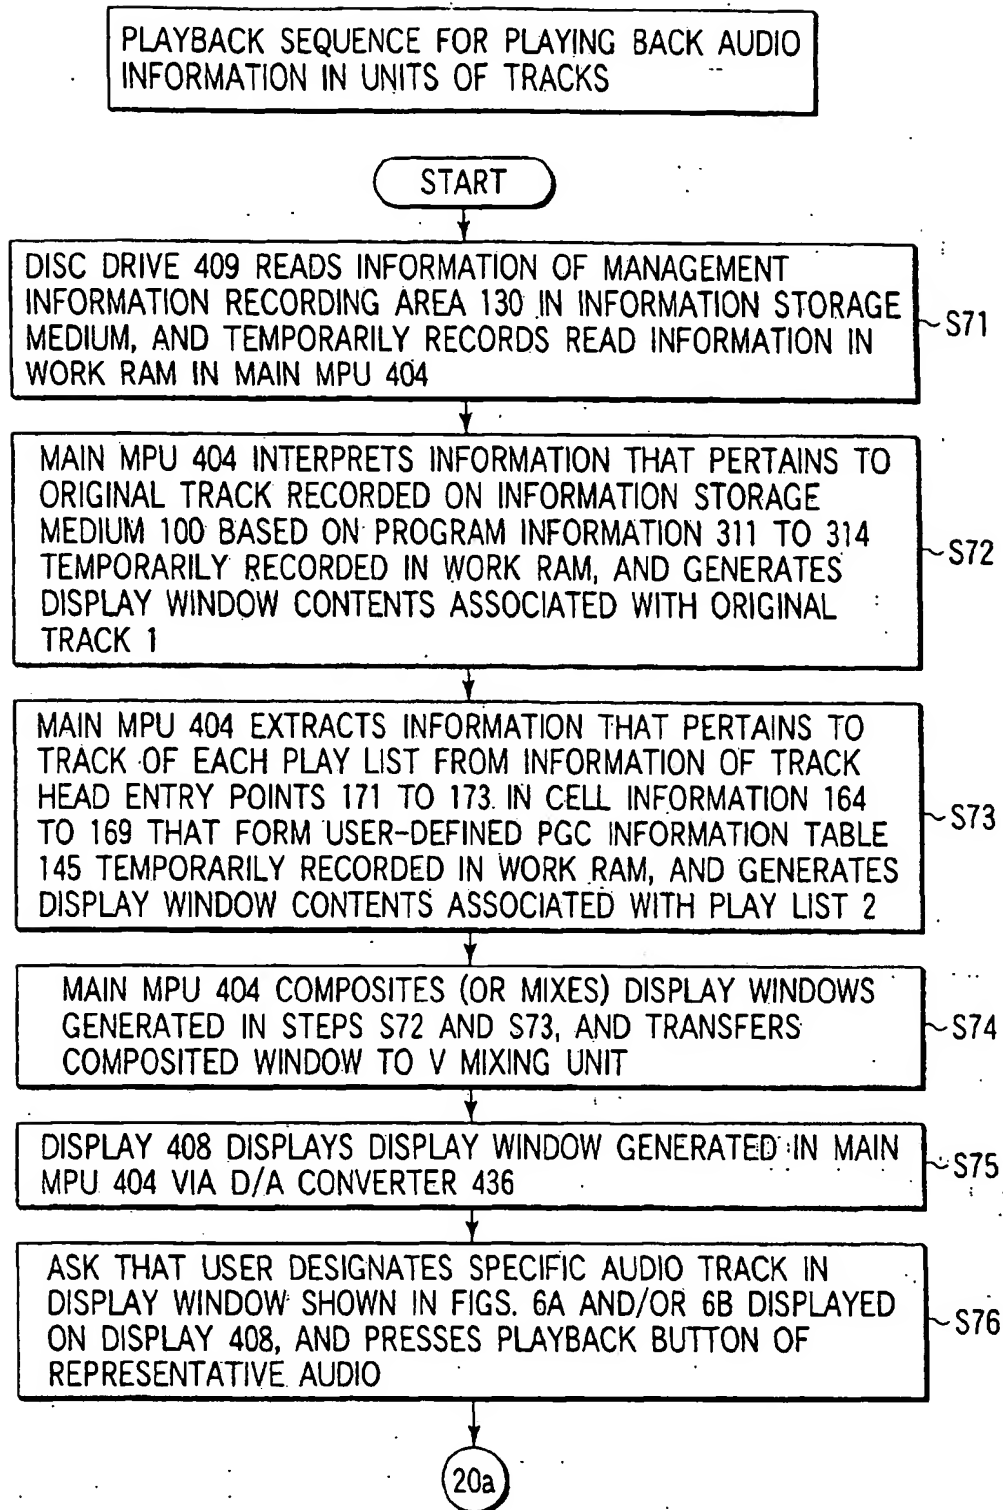 PLAYBACK SEQUENCE FOR PLAYING BACK AUDIO
INFORMATION IN UNITS OF TRACKS
START
DISC DRIVE 409 READS INFORMATION OF MANAGEMENT
INFORMATION RECORDING AREA 130 IN INFORMATION STORAGE
MEDIUM, AND TEMPORARILY RECORDS READ INFORMATION IN
WORK RAM IN MAIN MPU 404
S71
MAIN MPU 404 INTERPRETS INFORMATION THAT PERTAINS TO
ORIGINAL TRACK RECORDED ON INFORMATION STORAGE
MEDIUM 100 BASED ON PROGRAM INFORMATION 311 TO 314
TEMPORARILY RECORDED IN WORK RAM, AND GENERATES
DISPLAY WINDOW CONTENTS ASSOCIATED WITH ORIGINAL
TRACK 1
S72
MAIN MPU 404 EXTRACTS INFORMATION THAT PERTAINS TO
TRACK OF EACH PLAY LIST FROM INFORMATION OF TRACK
HEAD ENTRY POINTS 171 TO 173 IN CELL INFORMATION 164
TO 169 THAT FORM USER-DEFINED PGC INFORMATION TABLE
145 TEMPORARILY RECORDED IN WORK RAM, AND GENERATES
DISPLAY WINDOW CONTENTS ASSOCIATED WITH PLAY LIST 2
S73
MAIN MPU 404 COMPOSITES (OR MIXES) DISPLAY WINDOWS
GENERATED IN STEPS S72 AND S73, AND TRANSFERS
COMPOSITED WINDOW TO V MIXING UNIT
S74
DISPLAY 408 DISPLAYS DISPLAY WINDOW GENERATED IN MAIN
MPU 404 VIA D/A CONVERTER 436
S75
ASK THAT USER DESIGNATES SPECIFIC AUDIO TRACK IN
DISPLAY WINDOW SHOWN IN FIGS. 6A AND/OR 6B DISPLAYED
ON DISPLAY 408, AND PRESSES PLAYBACK BUTTON OF
REPRESENTATIVE AUDIO
S76
20a